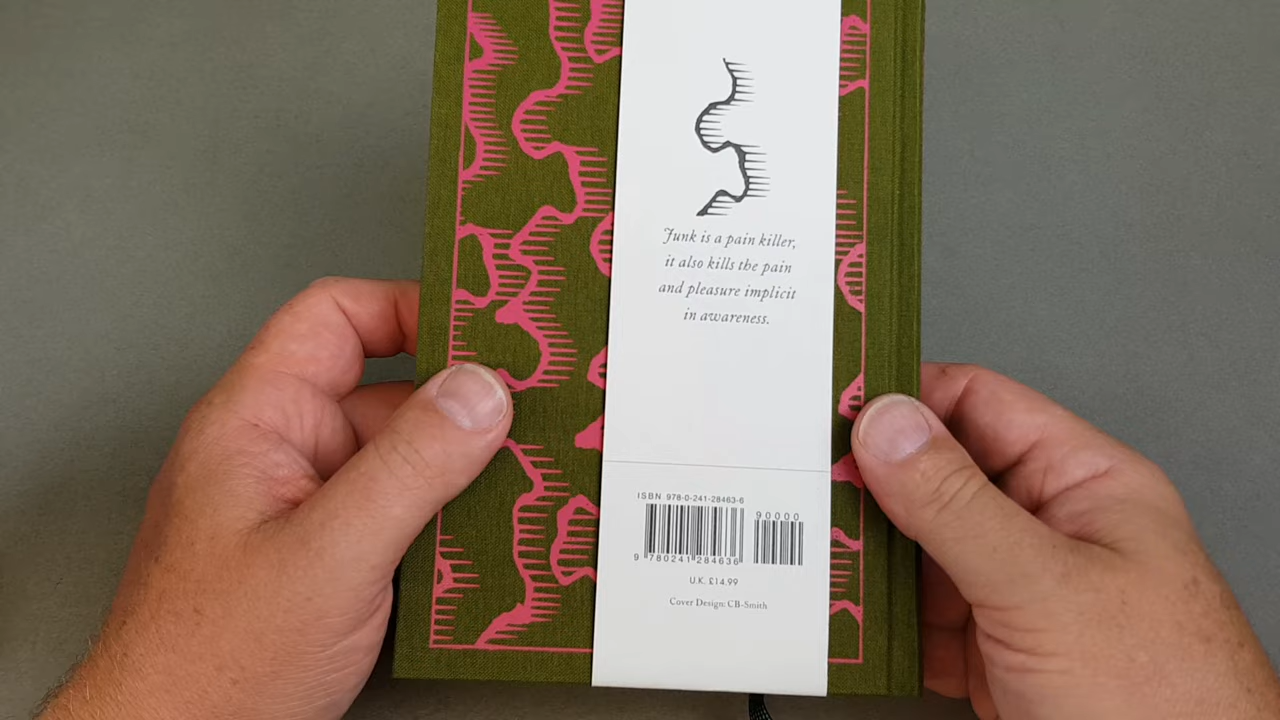 Junk is a pain killer,
it also kills the pain
and pleasure implicit
in awareness.
ISBN 978-0-241-28463-6
90000
9 780241 284636
U.K. £14.99
Cover Design: CB-Smith